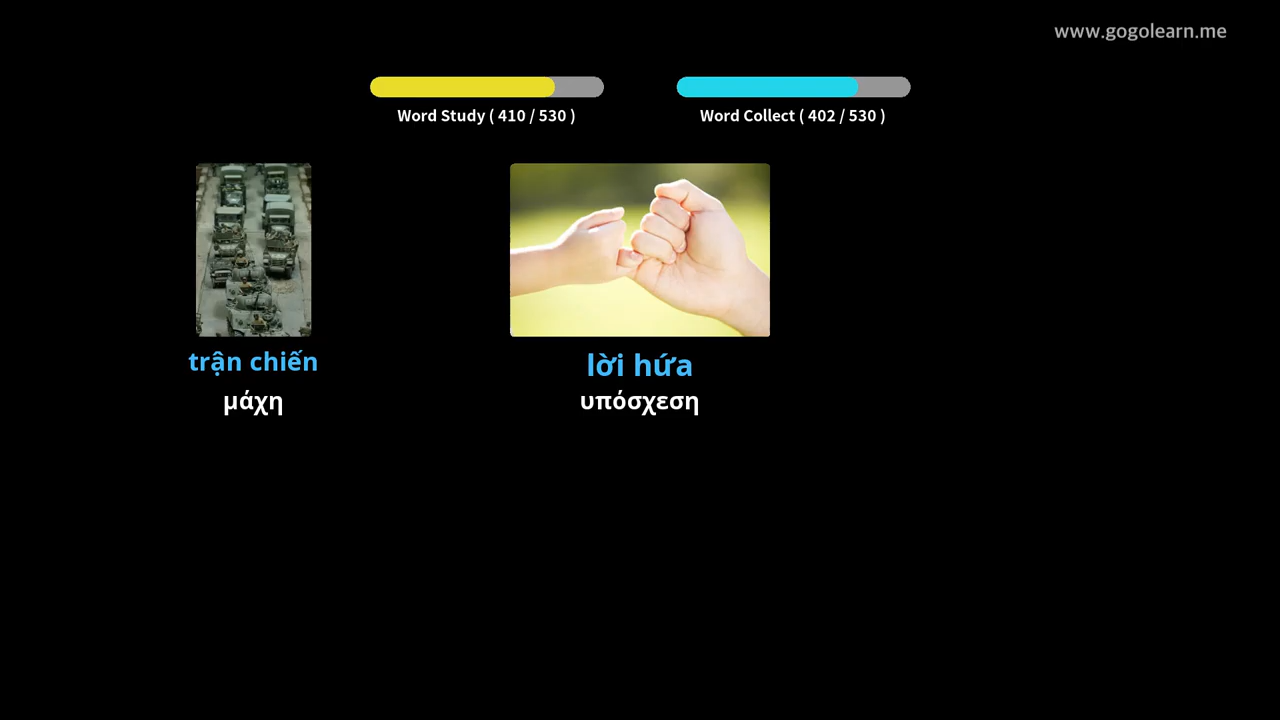 www.gogolearn.me
Word Study ( 410 / 530 )
Word Collect ( 402 / 530 )
trận chiến
μάχη
lời hứa
υπόσχεση